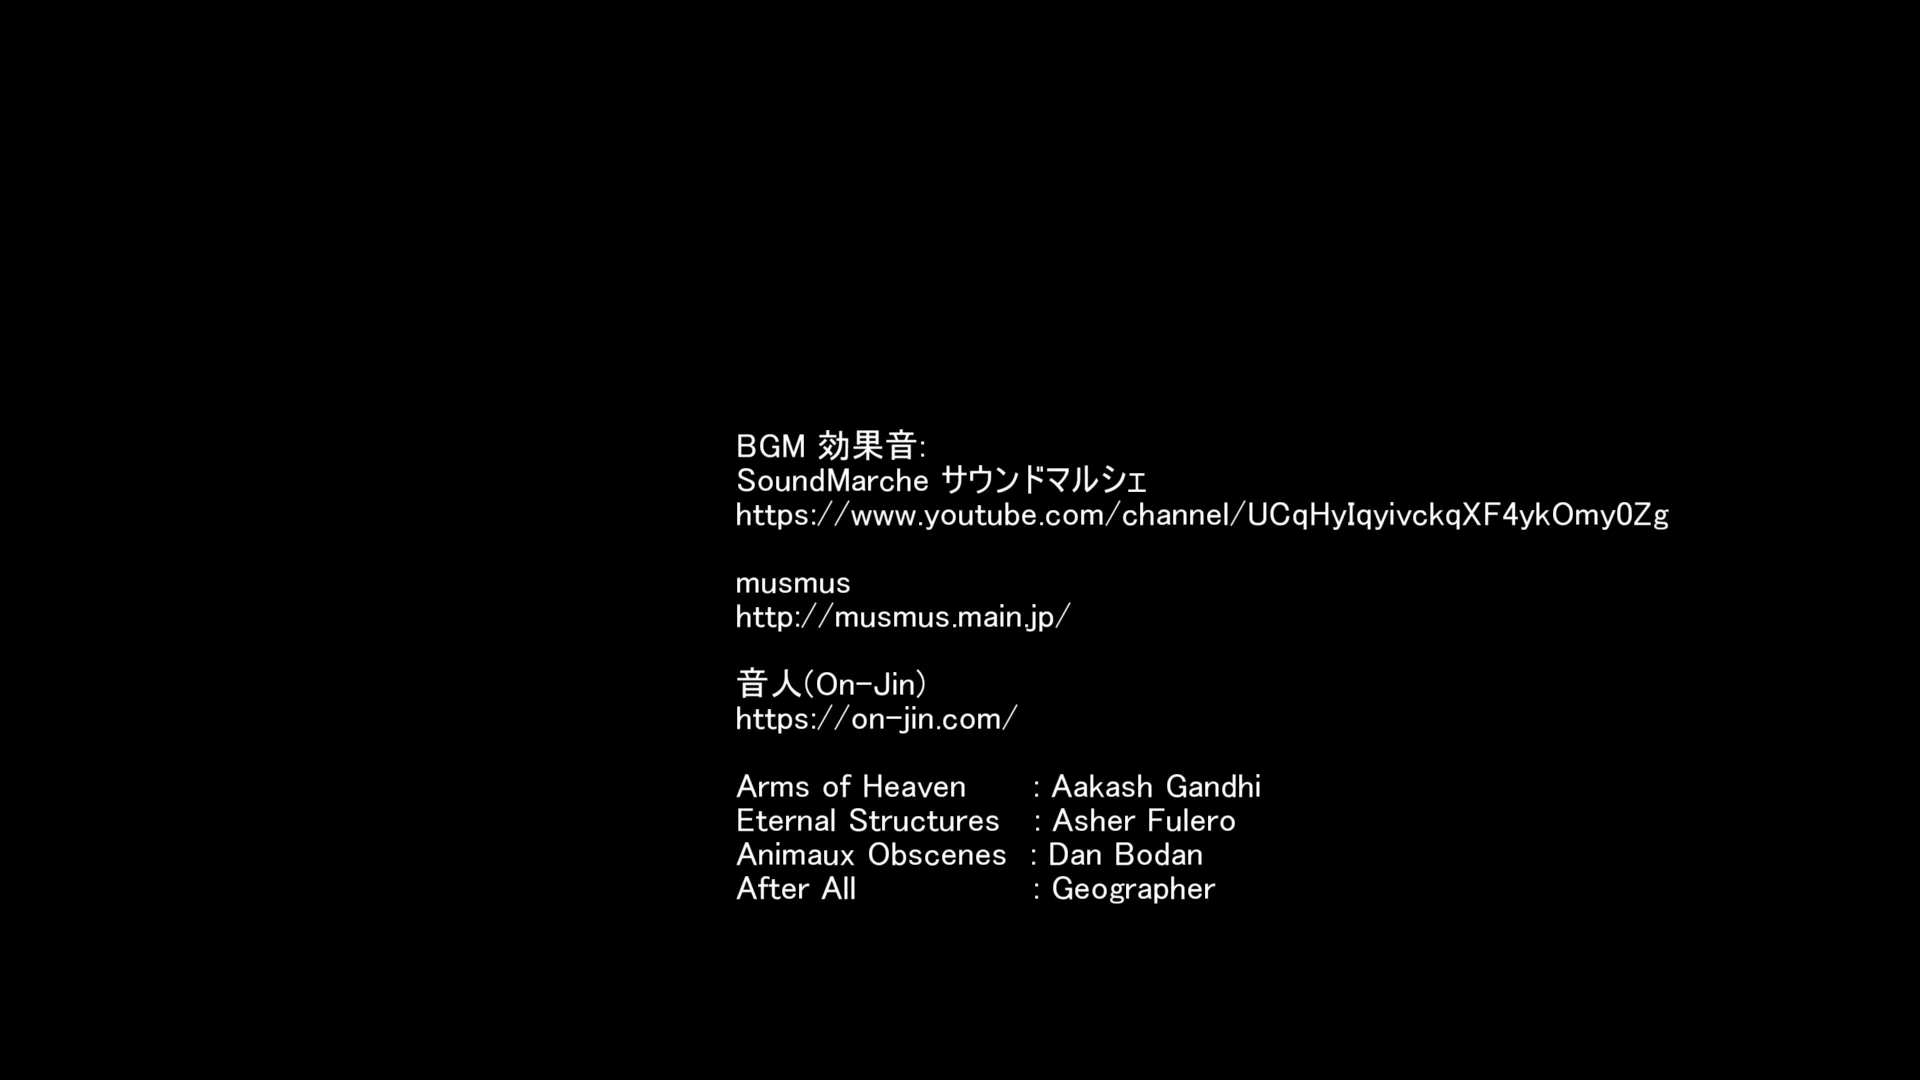 BGM 効果音:
SoundMarche サウンドマルシェ
https://www.youtube.com/channel/UCqHyIqyivckqXF4ykOmy0Zg
musmus
http://musmus.main.jp/
音人(On-Jin)
https://on-jin.com/
Arms of Heaven : Aakash Gandhi
Eternal Structures : Asher Fulero
Animaux Obscenes : Dan Bodan
After All : Geographer